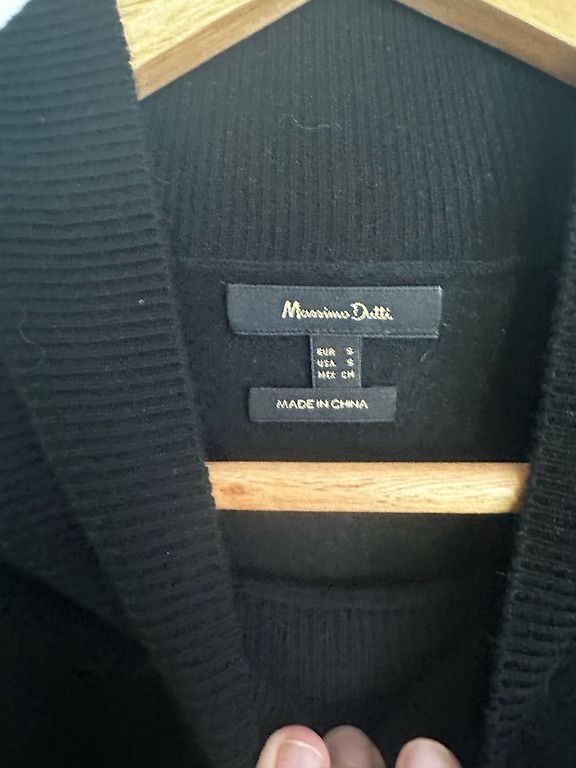 Massimo Dutti
EUR S
USA S
MEX CH
MADE IN CHINA